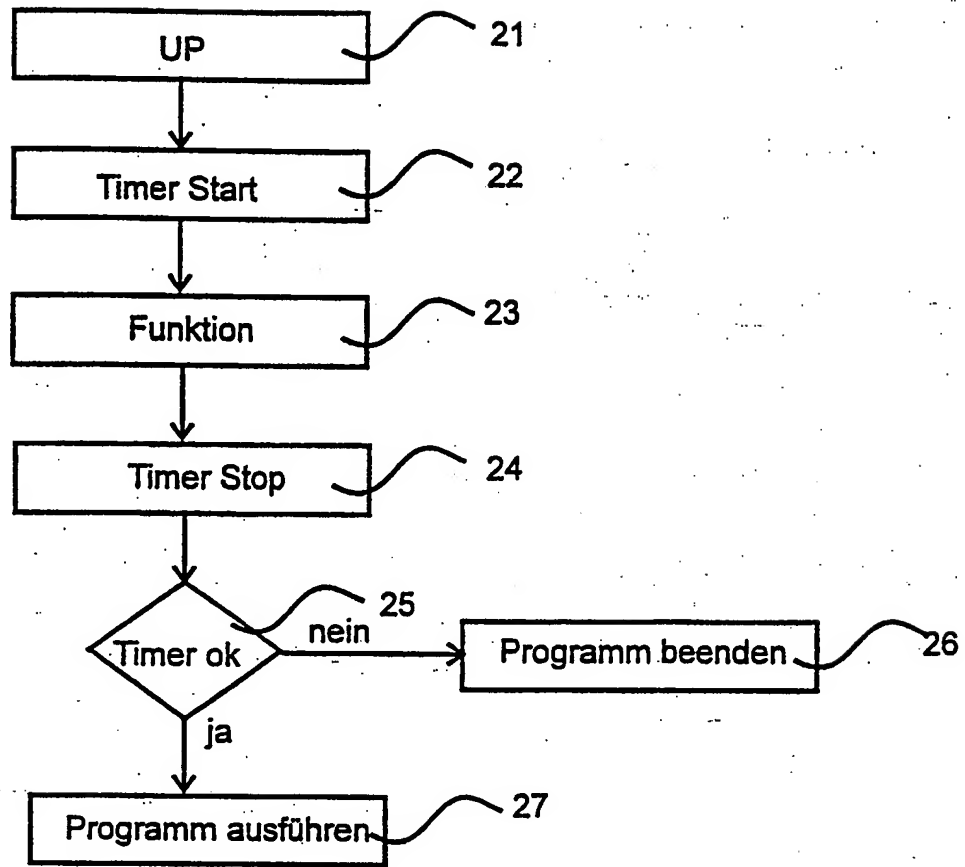 UP 21
Timer Start 22
Funktion 23
Timer Stop 24
25
Timer ok nein Programm beenden 26
ja
Programm ausführen 27